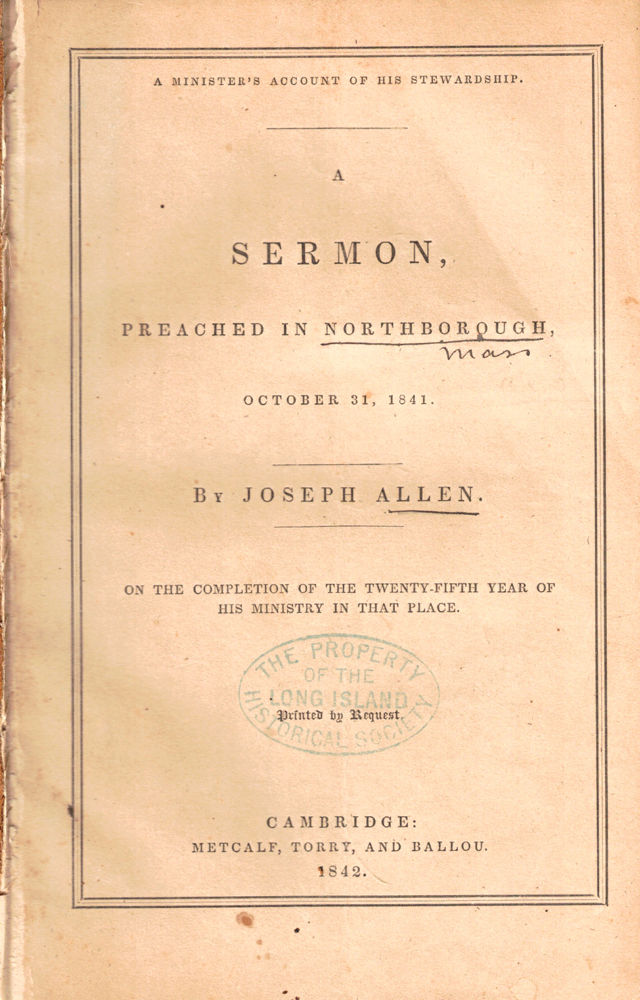 A MINISTER'S ACCOUNT OF HIS STEWARDSHIP.
A
SERMON,
PREACHED IN NORTHBOROUGH,
Mass
OCTOBER 31, 1841.
By JOSEPH ALLEN.
ON THE COMPLETION OF THE TWENTY-FIFTH YEAR OF
HIS MINISTRY IN THAT PLACE.
THE PROPERTY
OF THE
LONG ISLAND
HISTORICAL SOCIETY
Printed by Request.
CAMBRIDGE:
METCALF, TORRY, AND BALLOU.
1842.